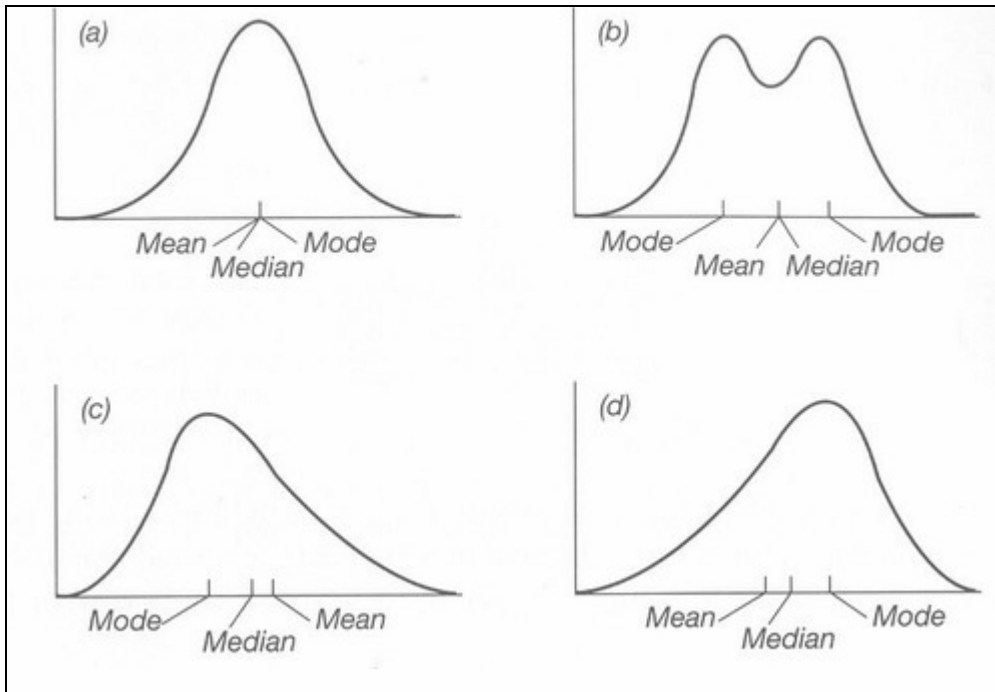 (a)
Mean Mode
Median
(b)
Mode Mode
Mean Median
(c)
Mode Mean
Median
(d)
Mean Mode
Median